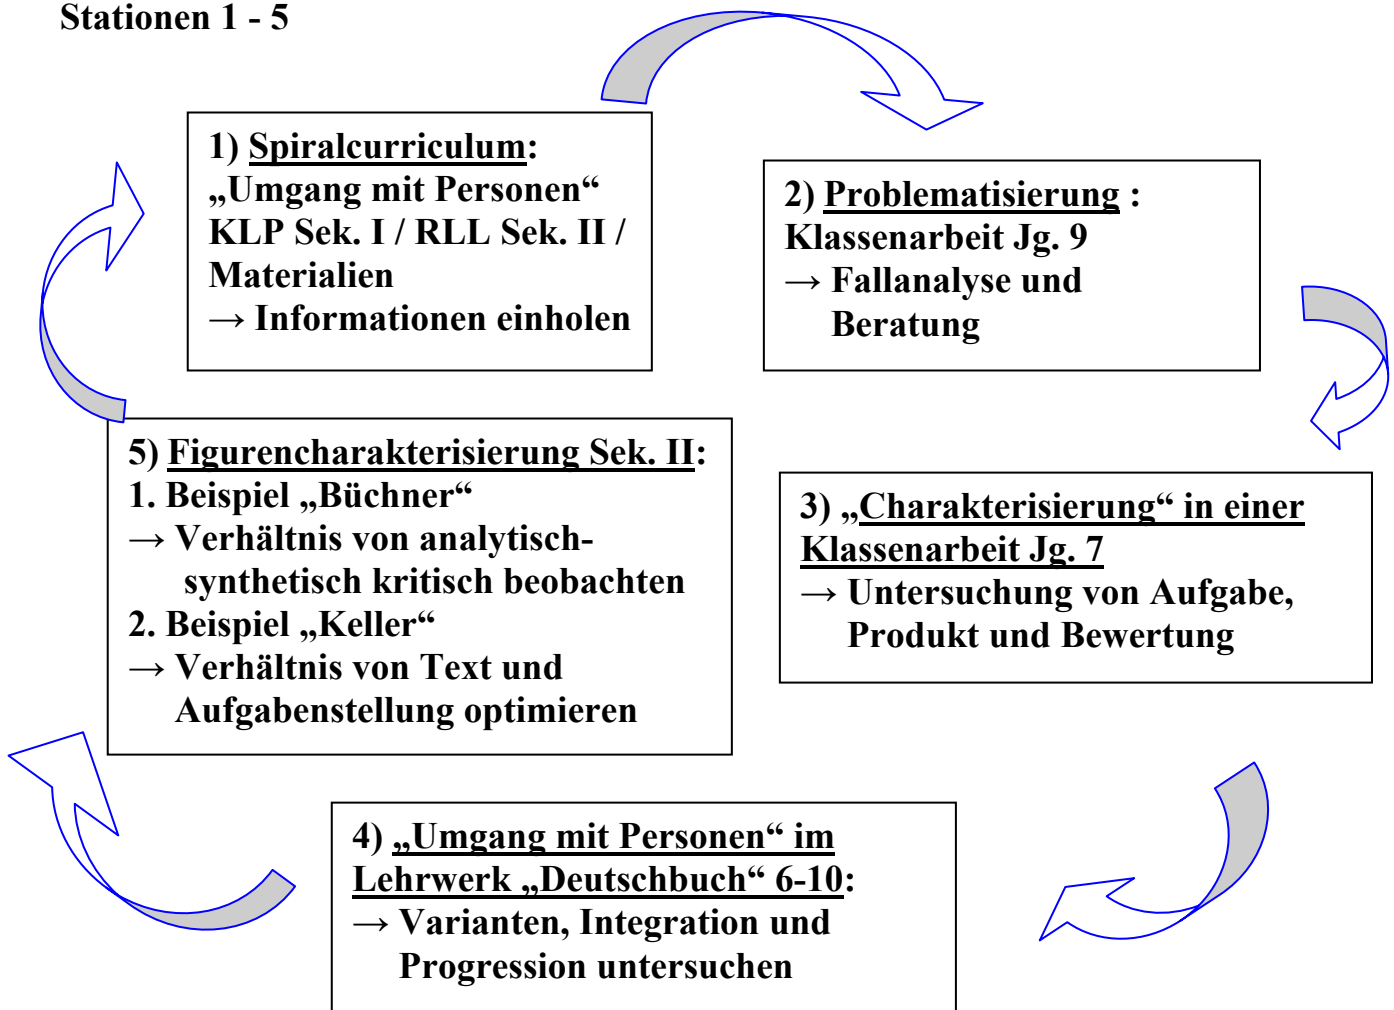 Stationen 1 - 5
1) Spiralcurriculum:
„Umgang mit Personen“
KLP Sek. I / RLL Sek. II /
Materialien
→ Informationen einholen
2) Problematisierung :
Klassenarbeit Jg. 9
→ Fallanalyse und
Beratung
3) „Charakterisierung“ in einer
Klassenarbeit Jg. 7
→ Untersuchung von Aufgabe,
Produkt und Bewertung
4) „Umgang mit Personen“ im
Lehrwerk „Deutschbuch“ 6-10:
→ Varianten, Integration und
Progression untersuchen
5) Figurencharakterisierung Sek. II:
1. Beispiel „Büchner“
→ Verhältnis von analytisch-
synthetisch kritisch beobachten
2. Beispiel „Keller“
→ Verhältnis von Text und
Aufgabenstellung optimieren